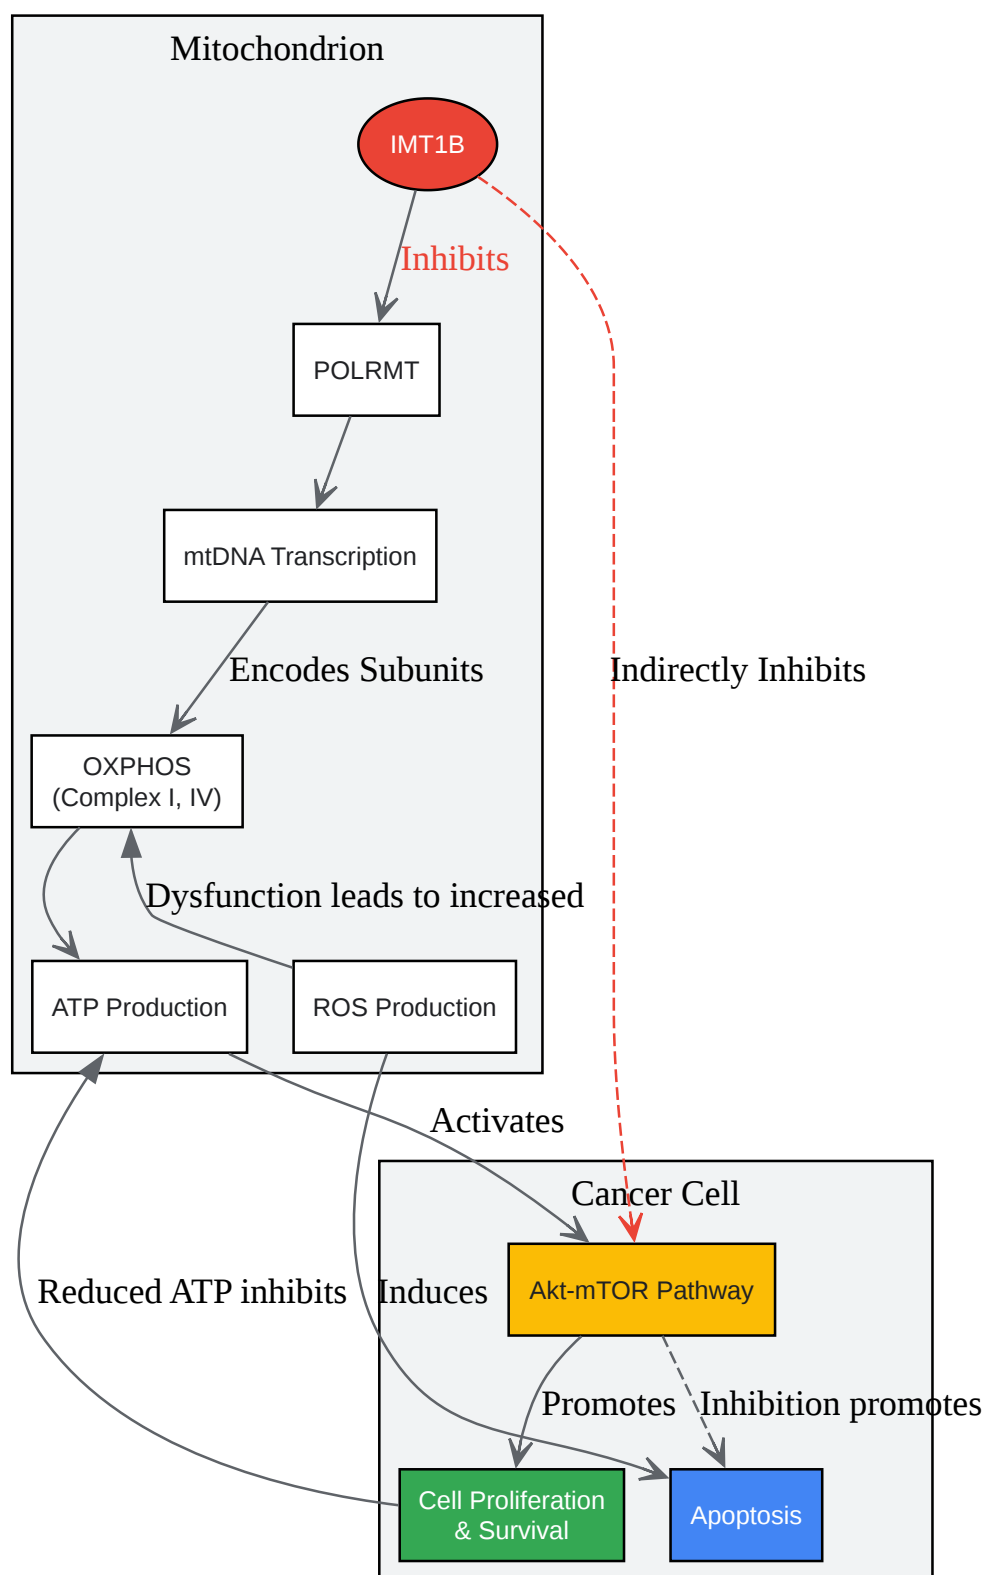 Mitochondrion
IMT1B
Inhibits
POLRMT
mtDNA Transcription
Encodes Subunits
Indirectly Inhibits
OXPHOS
(Complex I, IV)
Dysfunction leads to increased
ATP Production
ROS Production
Activates
Cancer Cell
Reduced ATP inhibits
Induces
Akt-mTOR Pathway
Promotes
Inhibition promotes
Cell Proliferation
& Survival
Apoptosis